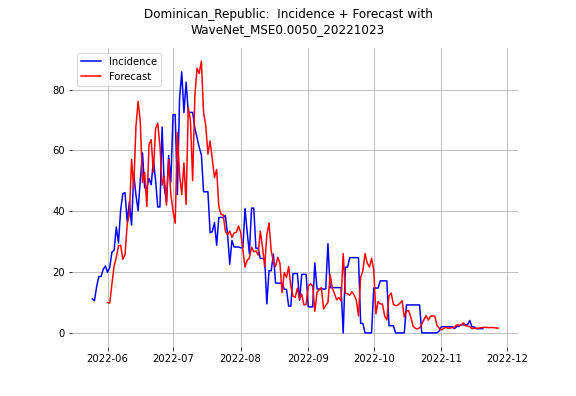 Dominican_Republic:  Incidence + Forecast with
WaveNet_MSE0.0050_20221023
Incidence
Forecast
80
60
40
20
0
2022-06 2022-07 2022-08 2022-09 2022-10 2022-11 2022-12